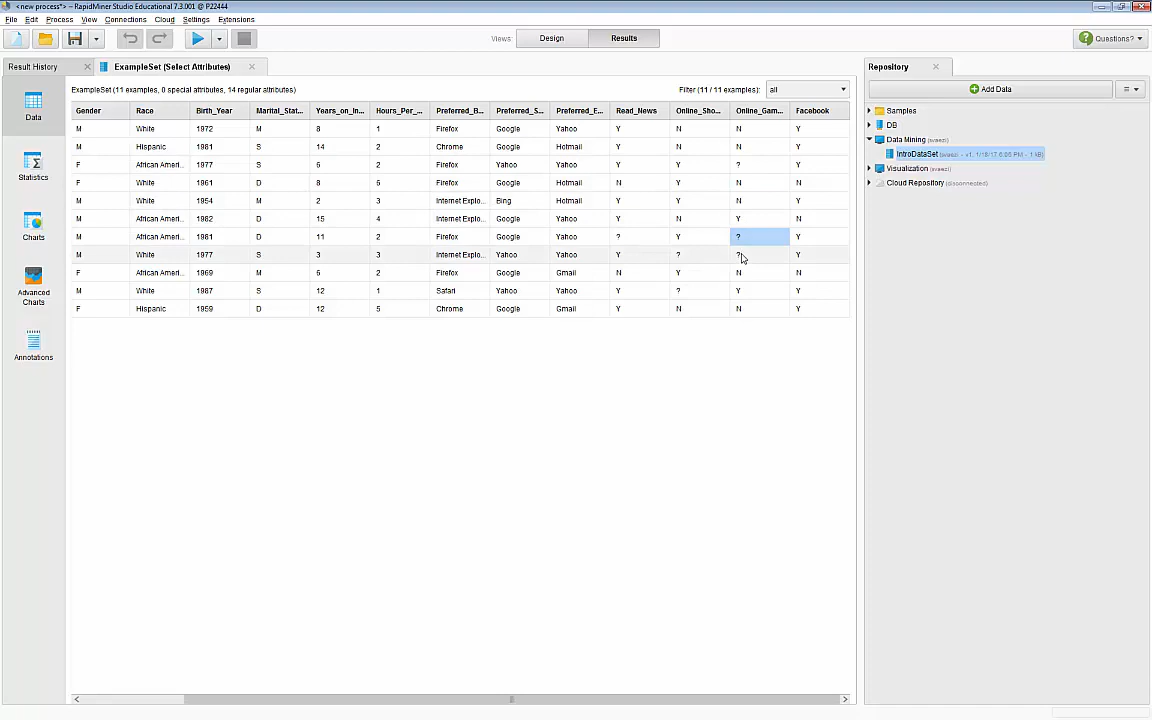 <new process*> – RapidMiner Studio Educational 7.3.001 @ P22444
File Edit Process View Connections Cloud Settings Extensions
Views: Design Results Questions?
Result History ExampleSet (Select Attributes) Repository
ExampleSet (11 examples, 0 special attributes, 14 regular attributes) Filter (11 / 11 examples): all
Add Data
Data
Statistics
Charts
Advanced Charts
Annotations
Gender Race Birth_Year Marital_Stat... Years_on_In... Hours_Per_... Preferred_B... Preferred_S... Preferred_E... Read_News Online_Sho... Online_Gam... Facebook
M White 1972 M 8 1 Firefox Google Yahoo Y N N Y
M Hispanic 1981 S 14 2 Chrome Google Hotmail Y N N Y
F African Ameri... 1977 S 6 2 Firefox Yahoo Yahoo Y Y ? Y
F White 1961 D 8 6 Firefox Google Hotmail N Y N N
M White 1954 M 2 3 Internet Explo... Bing Hotmail Y Y N N
M African Ameri... 1982 D 15 4 Internet Explo... Google Yahoo Y N Y N
M African Ameri... 1981 D 11 2 Firefox Google Yahoo ? Y ? Y
M White 1977 S 3 3 Internet Explo... Yahoo Yahoo Y ? ? Y
F African Ameri... 1969 M 6 2 Firefox Google Gmail N Y N N
M White 1987 S 12 1 Safari Yahoo Yahoo Y ? Y Y
F Hispanic 1959 D 12 5 Chrome Google Gmail Y N N Y
Samples
DB
Data Mining
IntroDataSet
Visualization
Cloud Repository (disconnected)